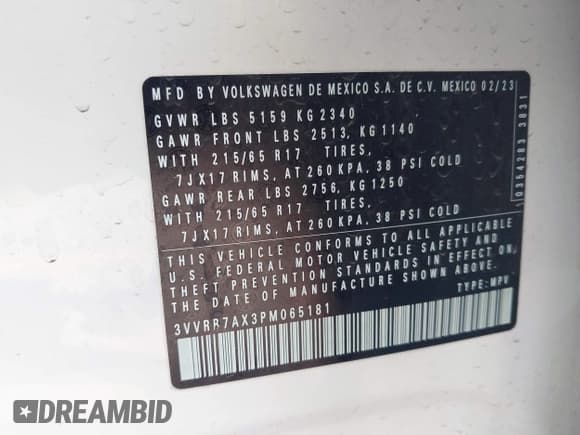 MFD BY VOLKSWAGEN DE MEXICO S.A. DE C.V. MEXICO 02/23
GVWR LBS 5159 KG 2340
GAWR FRONT LBS 2513, KG 1140
WITH 215/65 R17 TIRES,
7JX17 RIMS, AT 260 KPA, 38 PSI COLD
GAWR REAR LBS 2756, KG 1250
WITH 215/65 R17 TIRES,
7JX17 RIMS, AT 260 KPA, 38 PSI COLD
THIS VEHICLE CONFORMS TO ALL APPLICABLE
U.S. FEDERAL MOTOR VEHICLE SAFETY AND
THEFT PREVENTION STANDARDS IN EFFECT ON
THE DATE OF MANUFACTURE SHOWN ABOVE.
3VVRB7AX3PM065181 TYPE: MPV
19354283 3831
DREAMBID